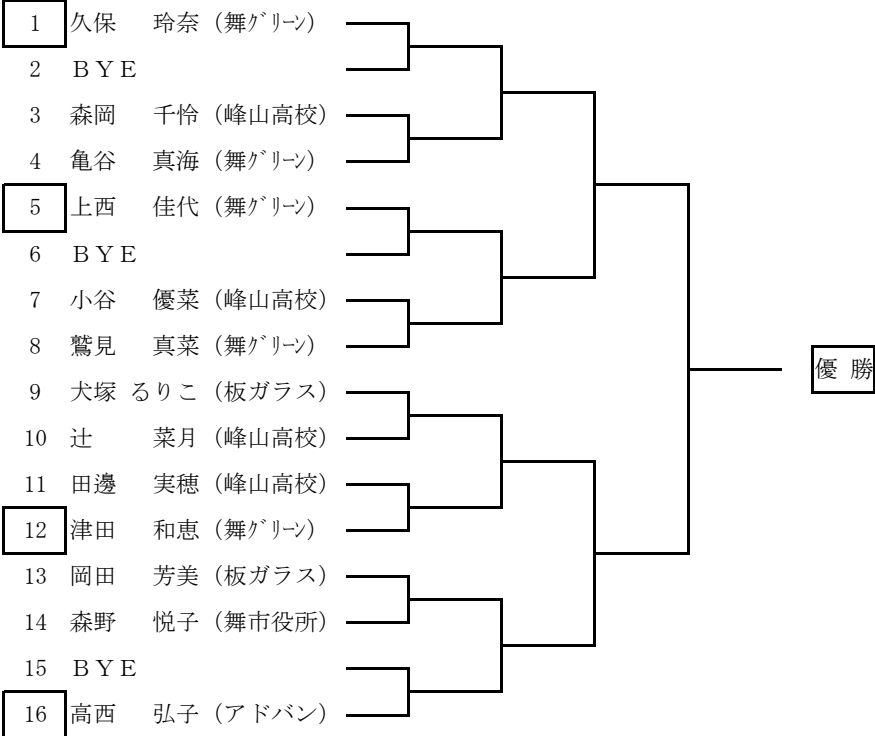 1 久保 玲奈 (舞ｸﾞﾘｰﾝ)
2 ＢＹＥ
3 森岡 千怜 (峰山高校)
4 亀谷 真海 (舞ｸﾞﾘｰﾝ)
5 上西 佳代 (舞ｸﾞﾘｰﾝ)
6 ＢＹＥ
7 小谷 優菜 (峰山高校)
8 鷲見 真菜 (舞ｸﾞﾘｰﾝ)
優 勝
9 犬塚 るりこ (板ガラス)
10 辻 菜月 (峰山高校)
11 田邊 実穂 (峰山高校)
12 津田 和恵 (舞ｸﾞﾘｰﾝ)
13 岡田 芳美 (板ガラス)
14 森野 悦子 (舞市役所)
15 ＢＹＥ
16 高西 弘子 (アドバン)